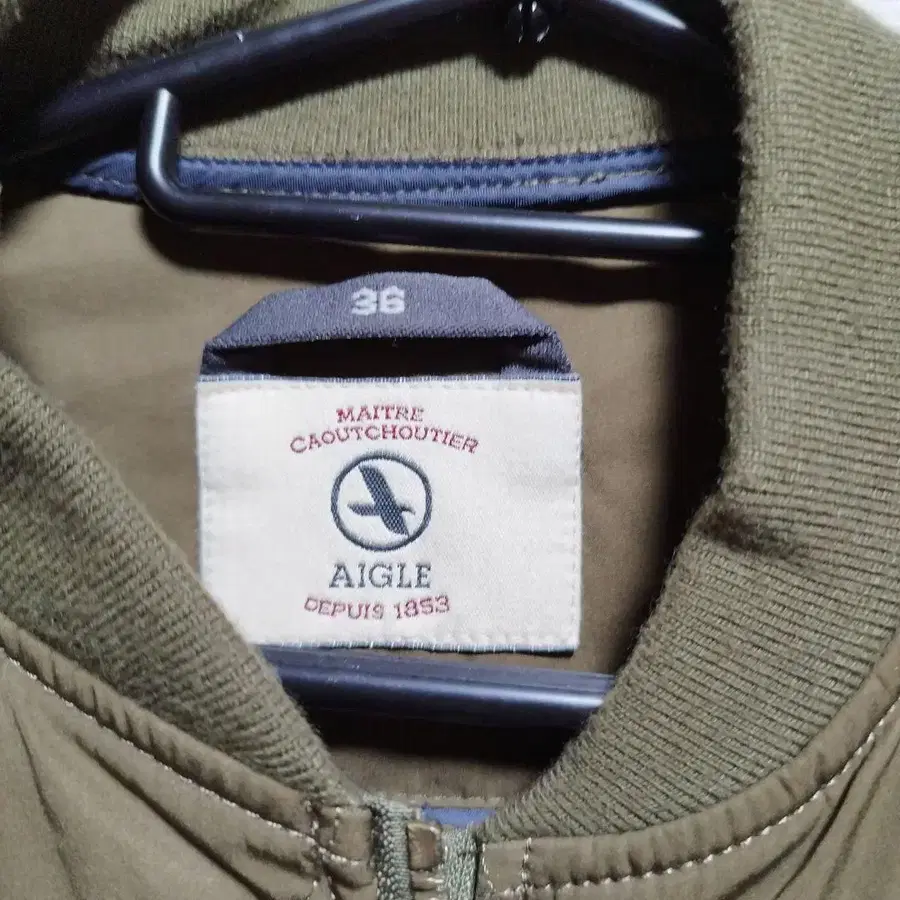 36
MAITRE
CAOUTCHOUTIER
AIGLE
DEPUIS 1853